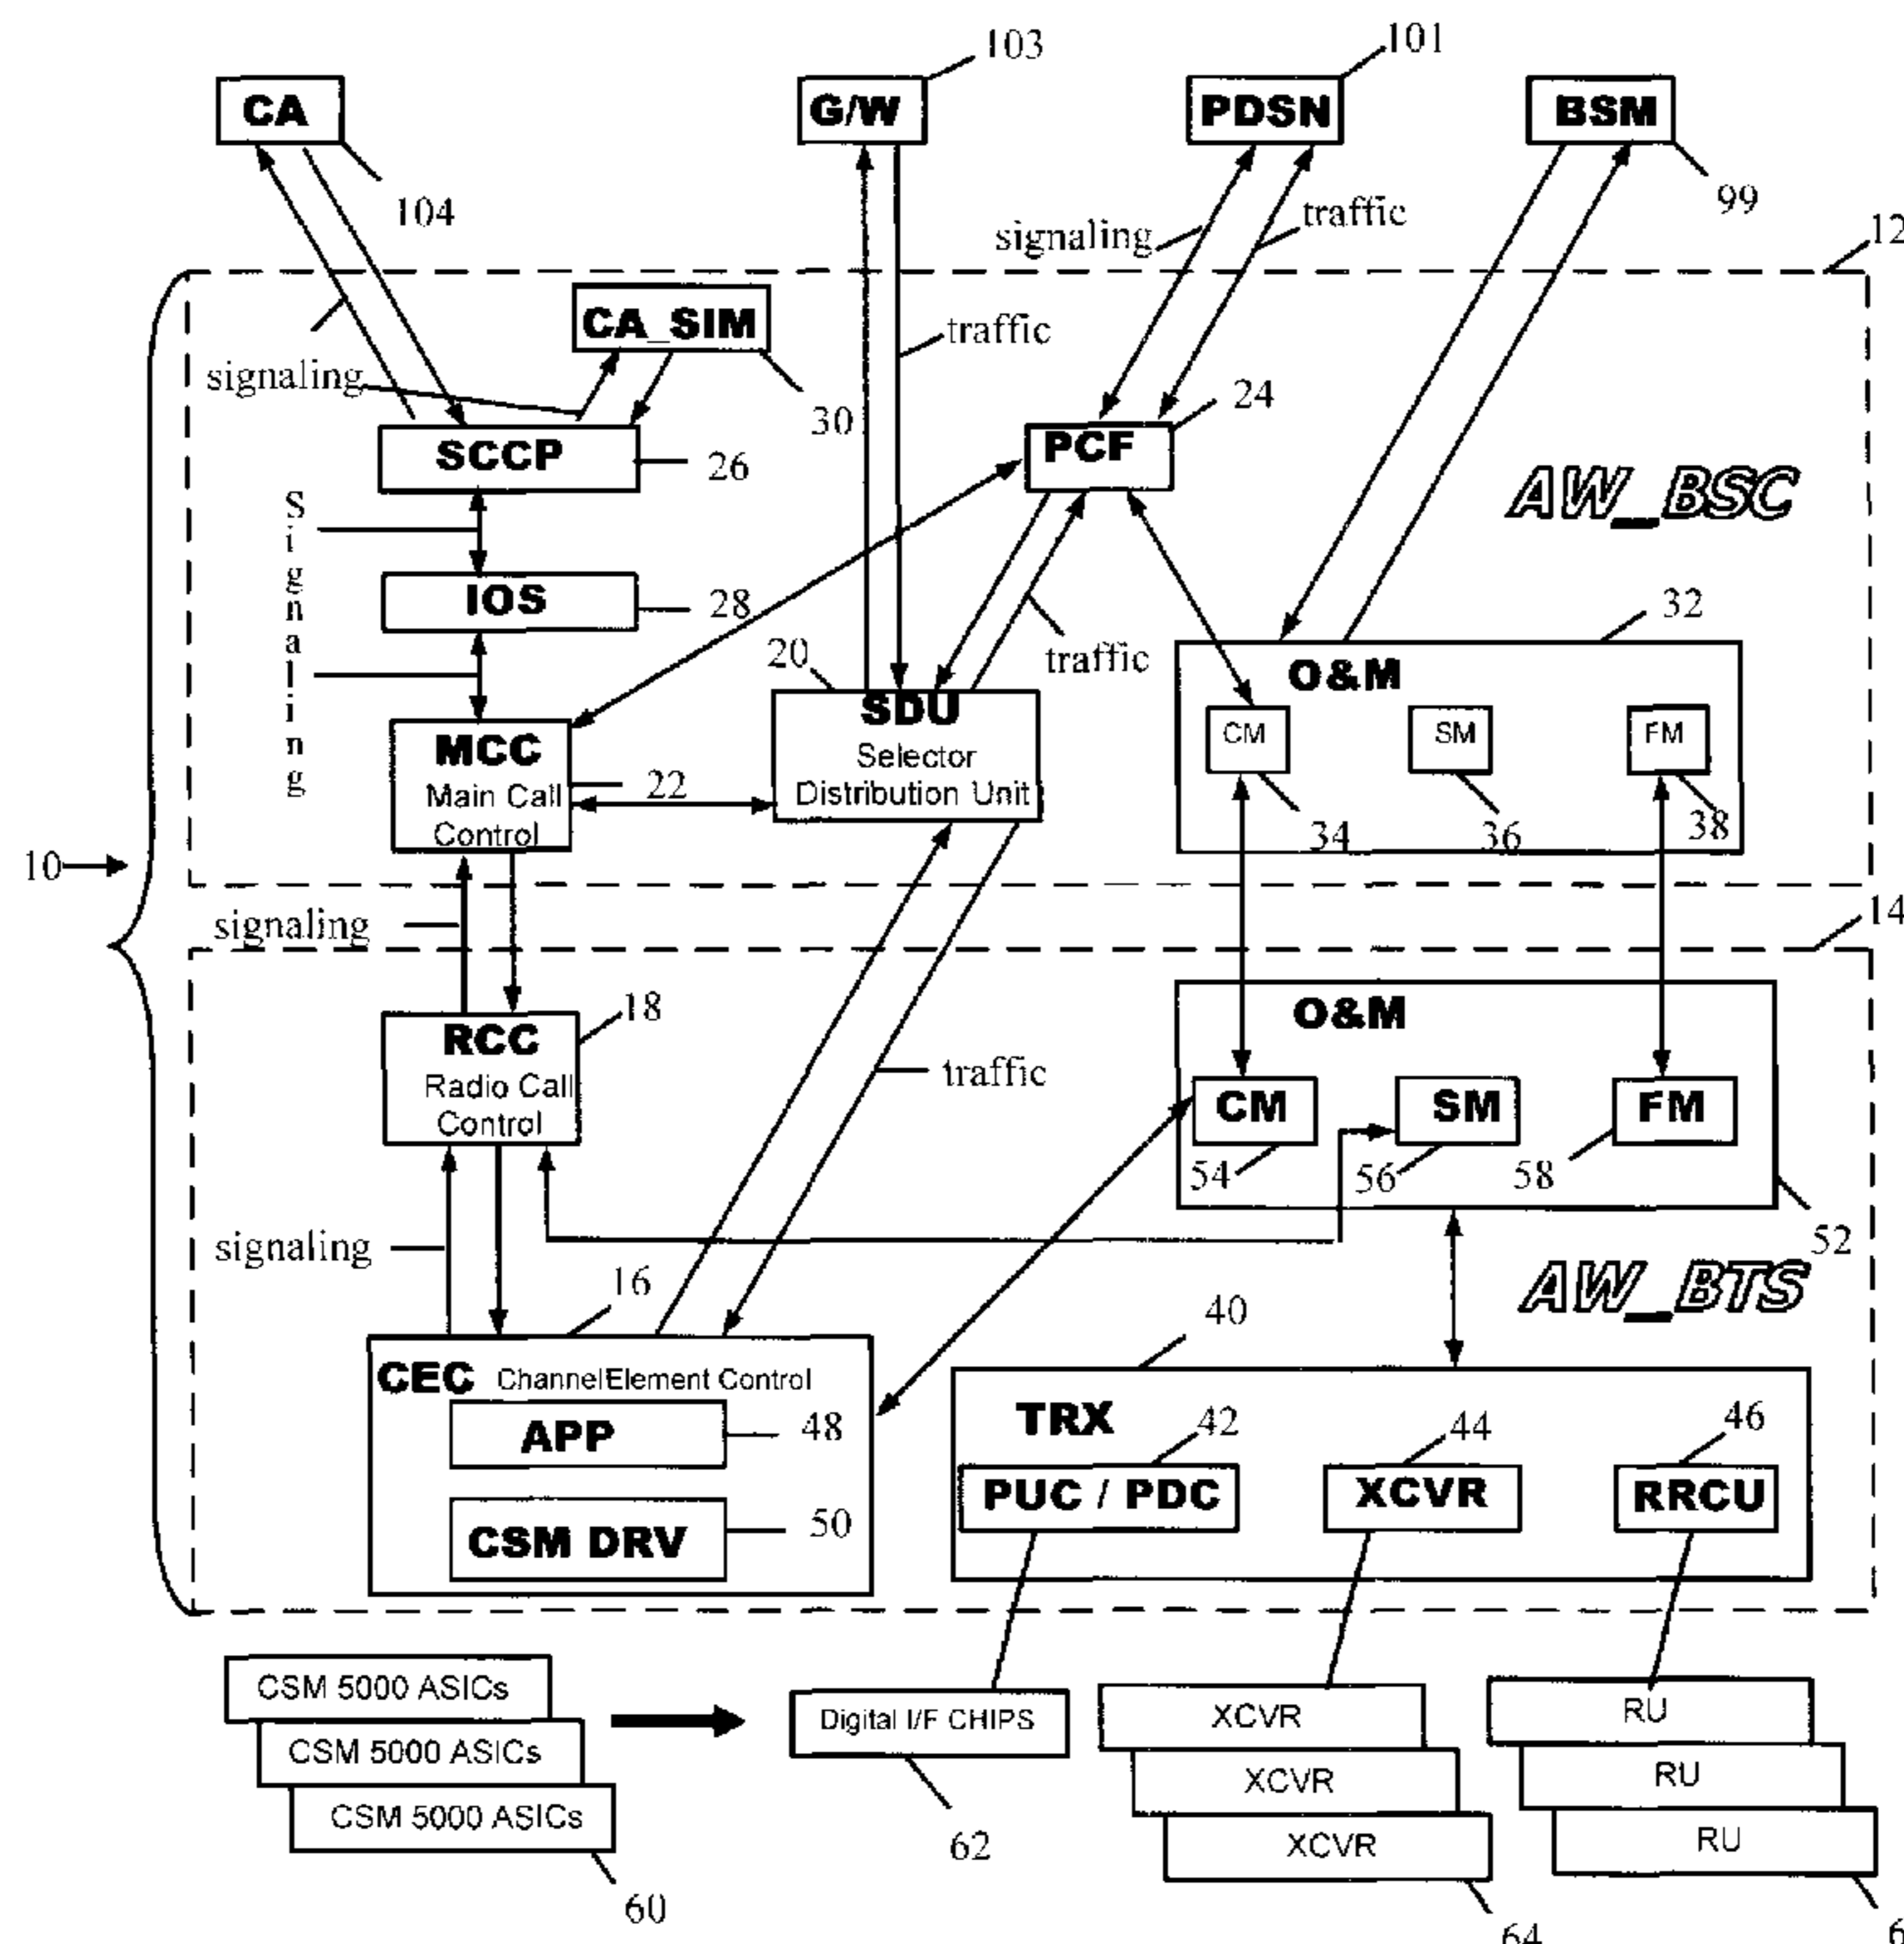 103
101
CA
G/W
PDSN
BSM
104
99
signaling
traffic
12
CA_SIM
traffic
signaling
30
24
SCCP
26
PCF
AW_BSC
Signaling
IOS
28
32
20
traffic
O&M
SDU
Selector
Distribution Unit
CM
SM
FM
MCC
Main Call
Control
22
34
36
38
10
signaling
14
RCC
Radio Call
Control
18
O&M
traffic
CM
SM
FM
54
56
58
signaling
52
16
AW_BTS
40
CEC
ChannelElement Control
APP
48
TRX
42
44
46
CSM DRV
50
PUC / PDC
XCVR
RRCU
CSM 5000 ASICs
CSM 5000 ASICs
CSM 5000 ASICs
Digital I/F CHIPS
XCVR
XCVR
XCVR
RU
RU
RU
62
60
64